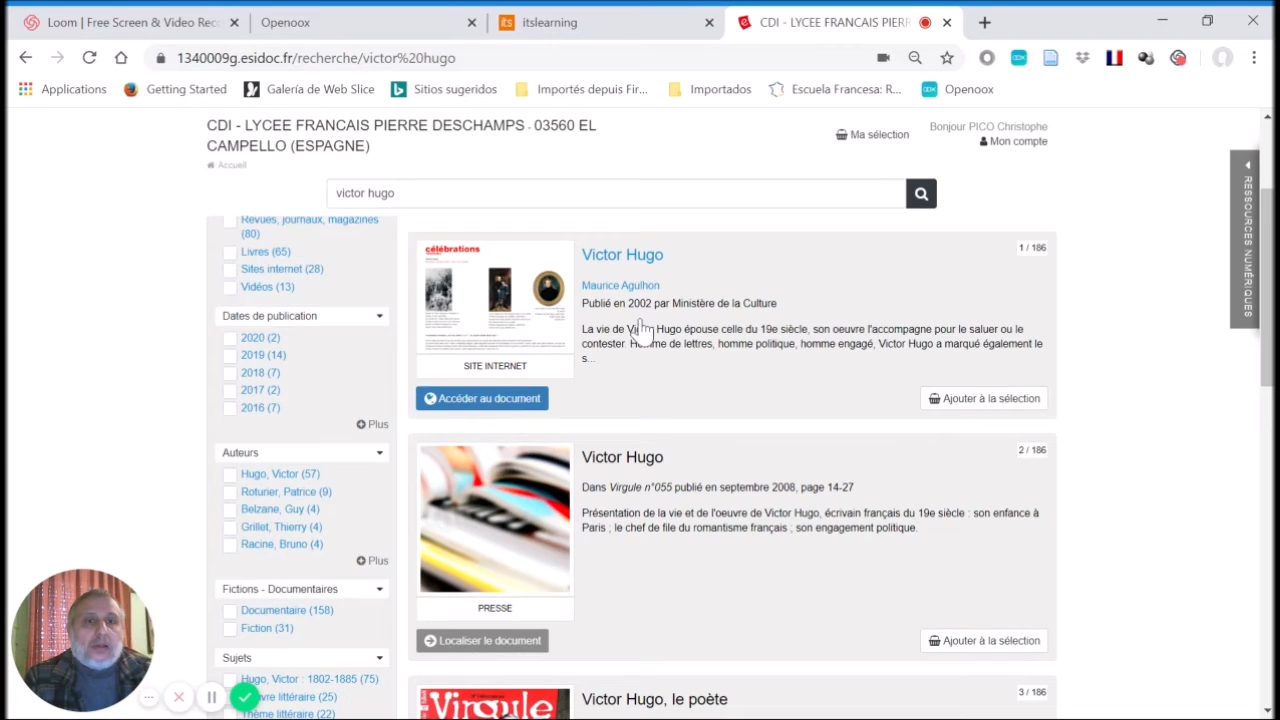 Loom | Free Screen & Video Rec
Openoox
its itslearning
CDI - LYCEE FRANCAIS PIERR
1340009g.esidoc.fr/recherche/victor%20hugo
Applications
Getting Started
Galería de Web Slice
Sitios sugeridos
Importés depuis Fir...
Importados
Escuela Francesa: R...
Openoox
CDI - LYCEE FRANCAIS PIERRE DESCHAMPS - 03560 EL
CAMPELLO (ESPAGNE)
Accueil
Ma sélection
Bonjour PICO Christophe
Mon compte
victor hugo
RESSOURCES NUMÉRIQUES
Revues, journaux, magazines
(80)
Livres (65)
Sites internet (28)
Vidéos (13)
Dates de publication
2020 (2)
2019 (14)
2018 (7)
2017 (2)
2016 (7)
Plus
Auteurs
Hugo, Victor (57)
Roturier, Patrice (9)
Belzane, Guy (4)
Grillet, Thierry (4)
Racine, Bruno (4)
Plus
Fictions - Documentaires
Documentaire (158)
Fiction (31)
Sujets
Hugo, Victor : 1802-1885 (75)
littéraire (25)
Thème littéraire (22)
célébrations
SITE INTERNET
Victor Hugo
1 / 186
Maurice Agulhon
Publié en 2002 par Ministère de la Culture
La vie de Victor Hugo épouse celle du 19e siècle, son oeuvre l'accompagne pour le saluer ou le
contester. Homme de lettres, homme politique, homme engagé, Victor Hugo a marqué également le
s...
Accéder au document
Ajouter à la sélection
Victor Hugo
2 / 186
Dans Virgule n°055 publié en septembre 2008, page 14-27
Présentation de la vie et de l'oeuvre de Victor Hugo, écrivain français du 19e siècle : son enfance à
Paris ; le chef de file du romantisme français ; son engagement politique.
PRESSE
Localiser le document
Ajouter à la sélection
Virgule
Victor Hugo, le poète
3 / 186